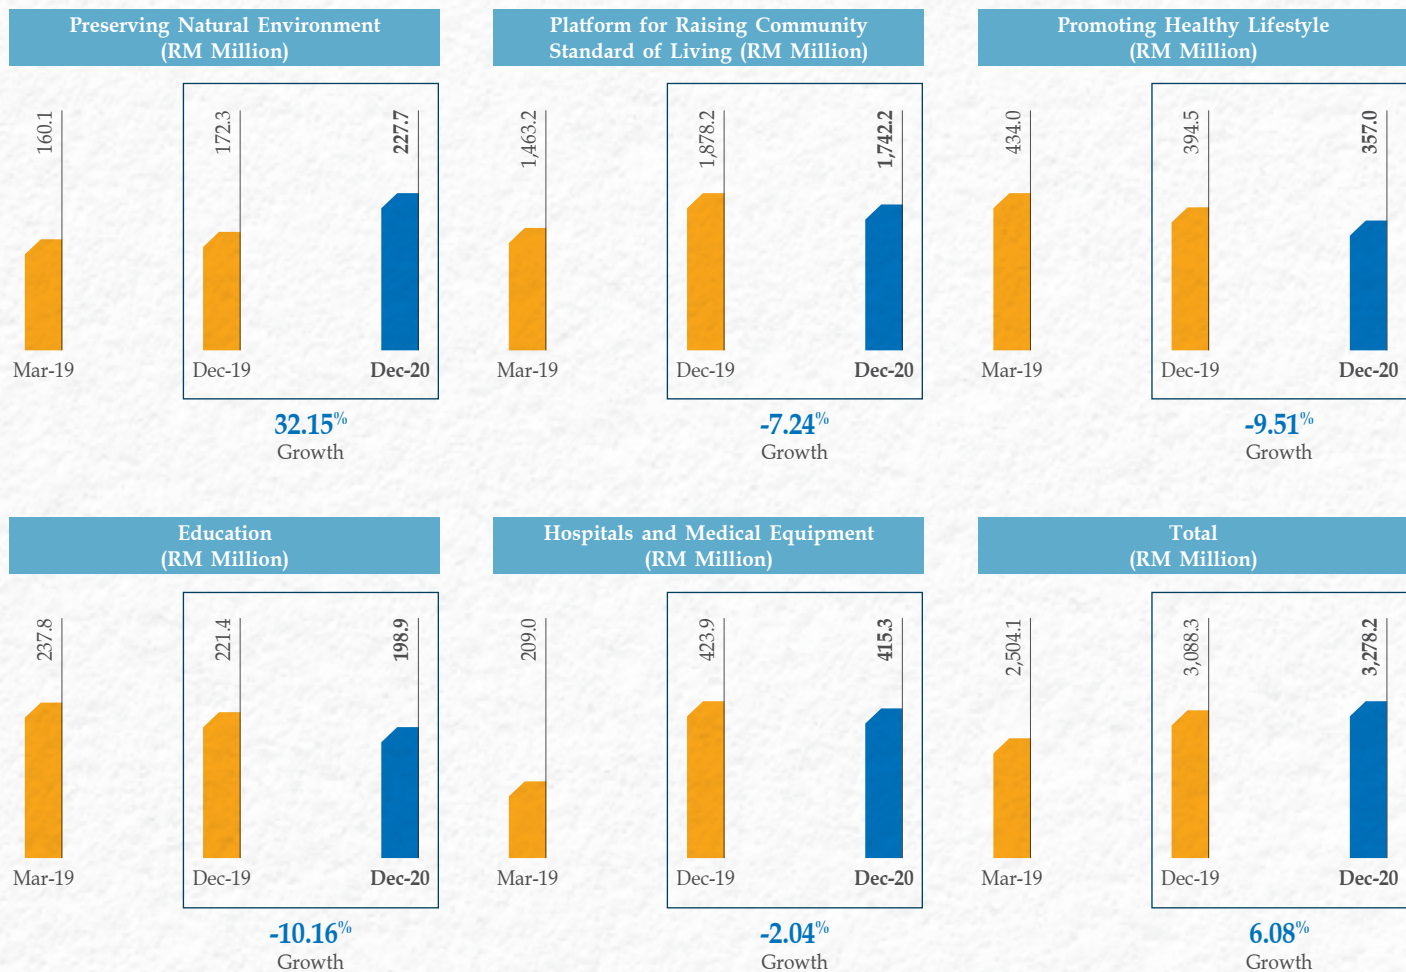 Preserving Natural Environment
(RM Million)
160.1
172.3
227.7
Mar-19
Dec-19
Dec-20
32.15%
Growth
Platform for Raising Community
Standard of Living (RM Million)
1,463.2
1,878.2
1,742.2
Mar-19
Dec-19
Dec-20
-7.24%
Growth
Promoting Healthy Lifestyle
(RM Million)
434.0
394.5
357.0
Mar-19
Dec-19
Dec-20
-9.51%
Growth
Education
(RM Million)
237.8
221.4
198.9
Mar-19
Dec-19
Dec-20
-10.16%
Growth
Hospitals and Medical Equipment
(RM Million)
209.0
423.9
415.3
Mar-19
Dec-19
Dec-20
-2.04%
Growth
Total
(RM Million)
2,504.1
3,088.3
3,278.2
Mar-19
Dec-19
Dec-20
6.08%
Growth